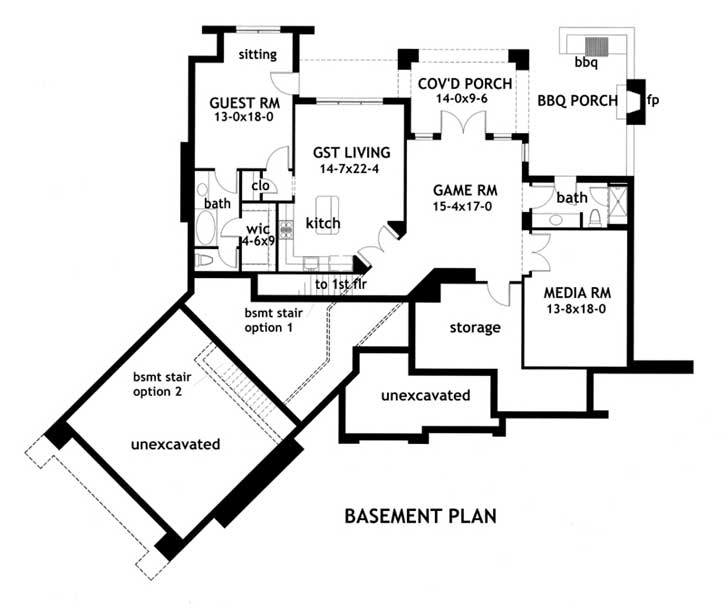 sitting
GUEST RM
13-0x18-0
COV'D PORCH
14-0x9-6
bbq
BBQ PORCH
fp
GST LIVING
14-7x22-4
GAME RM
15-4x17-0
clo
bath
wic
4-6x9
kitch
bath
to 1st flr
MEDIA RM
13-8x18-0
bsmt stair
option 1
storage
bsmt stair
option 2
unexcavated
unexcavated
BASEMENT PLAN